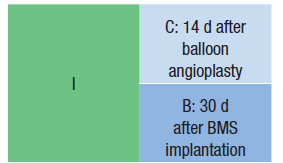 I
C: 14 d after
balloon
angioplasty
B: 30 d
after BMS
implantation